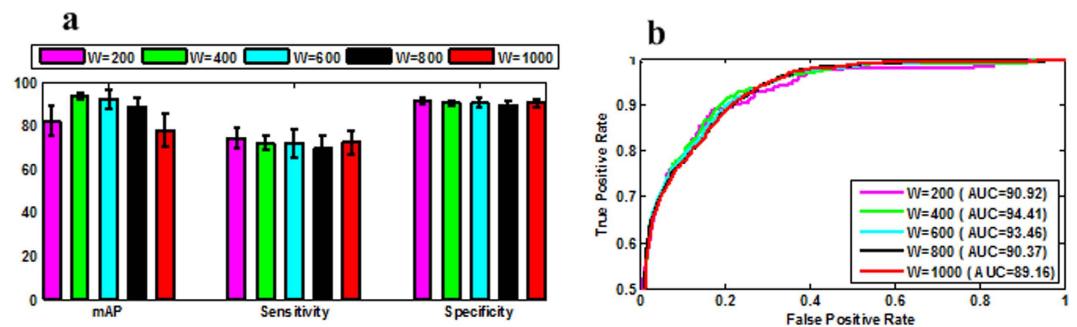 a
W=200 W=400 W=600 W=800 W=1000
100
80
60
40
20
0
mAP Sensitivity Specificity
b
True Positive Rate
1
0.9
0.8
0.7
0.6
0.5
W=200 ( AUC=90.92)
W=400 ( AUC=94.41)
W=600 ( AUC=93.46)
W=800 ( AUC=90.37)
W=1000 ( AUC=89.16)
0 0.2 0.4 0.6 0.8 1
False Positive Rate